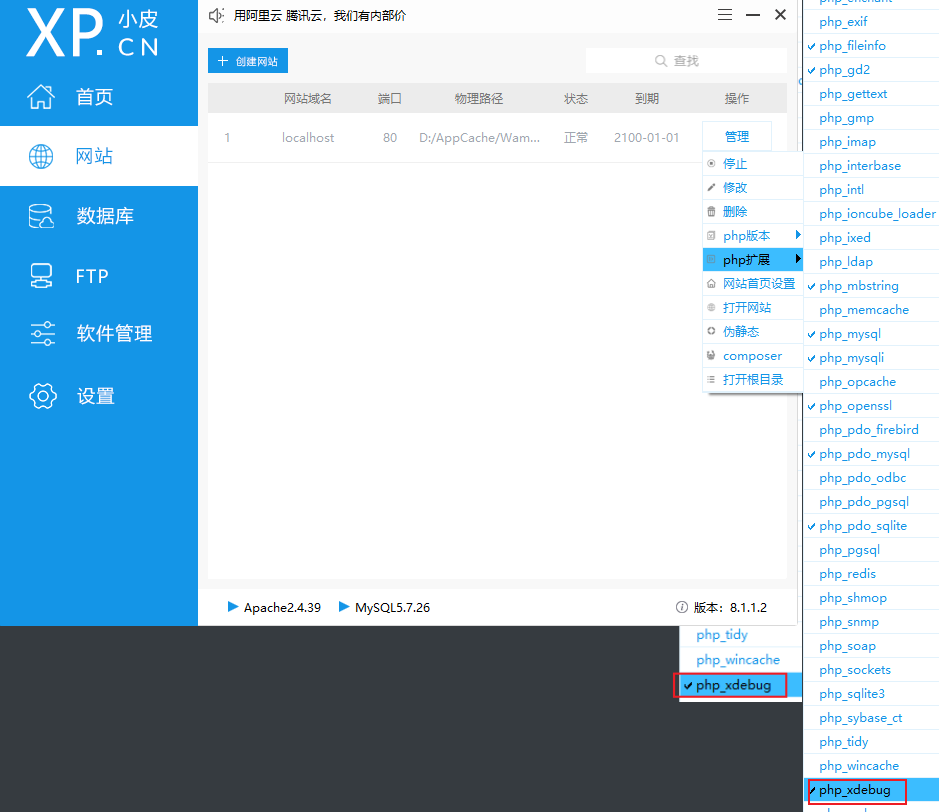 XP.CN 小皮
用阿里云 腾讯云，我们有内部价
首页
网站
数据库
FTP
软件管理
设置
+ 创建网站
查找
网站域名 端口 物理路径 状态 到期 操作
1 localhost 80 D:/AppCache/Wam... 正常 2100-01-01 管理
停止
修改
删除
php版本
php扩展
网站首页设置
打开网站
伪静态
composer
打开根目录
Apache2.4.39 MySQL5.7.26 版本：8.1.1.2
php_tidy
php_wincache
php_xdebug
php_exif
php_fileinfo
php_gd2
php_gettext
php_gmp
php_imap
php_interbase
php_intl
php_ioncube_loader
php_ixed
php_ldap
php_mbstring
php_memcache
php_mysql
php_mysqli
php_opcache
php_openssl
php_pdo_firebird
php_pdo_mysql
php_pdo_odbc
php_pdo_pgsql
php_pdo_sqlite
php_pgsql
php_redis
php_shmop
php_snmp
php_soap
php_sockets
php_sqlite3
php_sybase_ct
php_tidy
php_wincache
php_xdebug